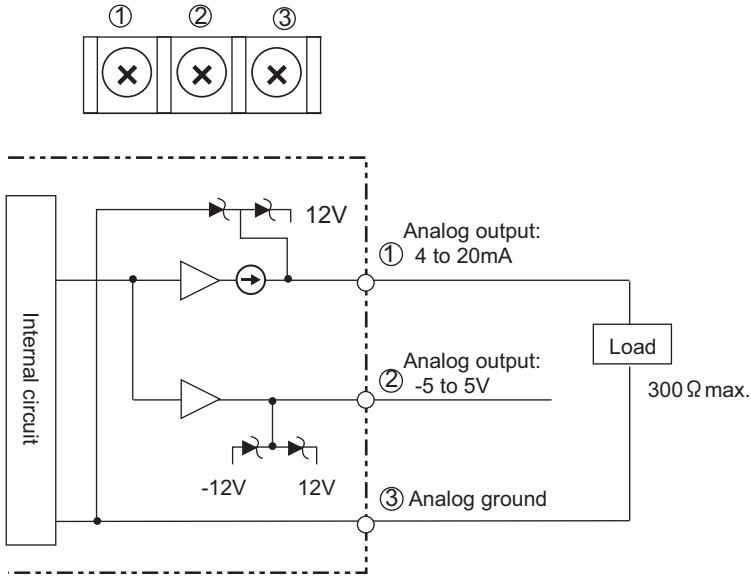 ① ② ③
12V
Analog output:
① 4 to 20mA
Internal circuit
Load
Analog output:
② -5 to 5V
300Ω max.
-12V 12V
③ Analog ground